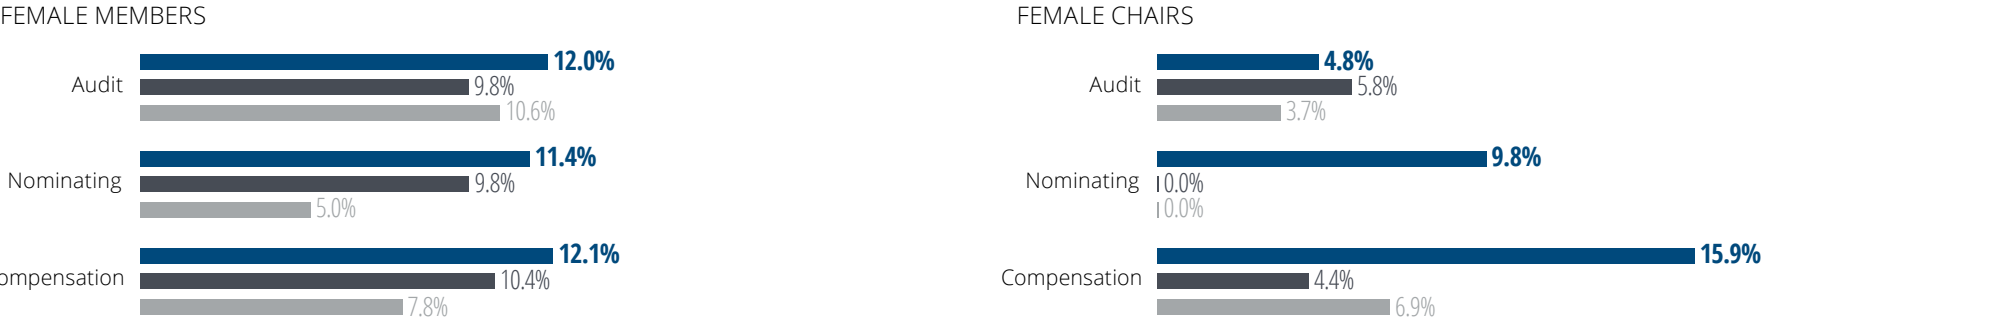 FEMALE MEMBERS
Audit
12.0%
9.8%
10.6%
Nominating
11.4%
9.8%
5.0%
ompensation
12.1%
10.4%
7.8%
FEMALE CHAIRS
Audit
4.8%
5.8%
3.7%
Nominating
9.8%
0.0%
0.0%
Compensation
15.9%
4.4%
6.9%